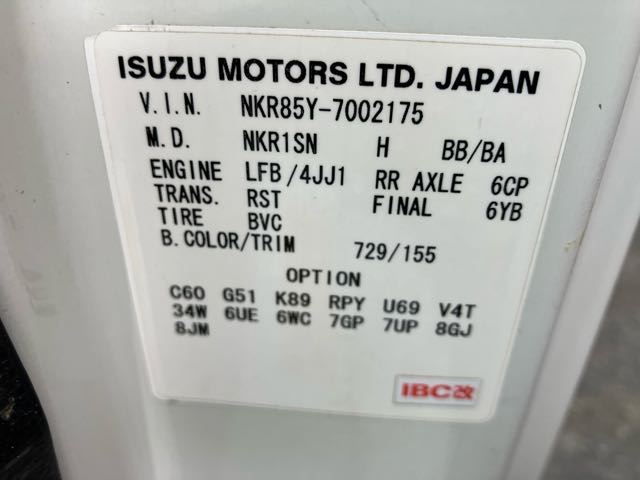 ISUZU MOTORS LTD. JAPAN
V.I.N. NKR85Y-7002175
M.D. NKR1SN H BB/BA
ENGINE LFB/4JJ1 RR AXLE 6CP
TRANS. RST FINAL 6YB
TIRE BVC
B.COLOR/TRIM 729/155
OPTION
C60 G51 K89 RPY U69 V4T
34W 6UE 6WC 7GP 7UP 8GJ
8JM
IBC改